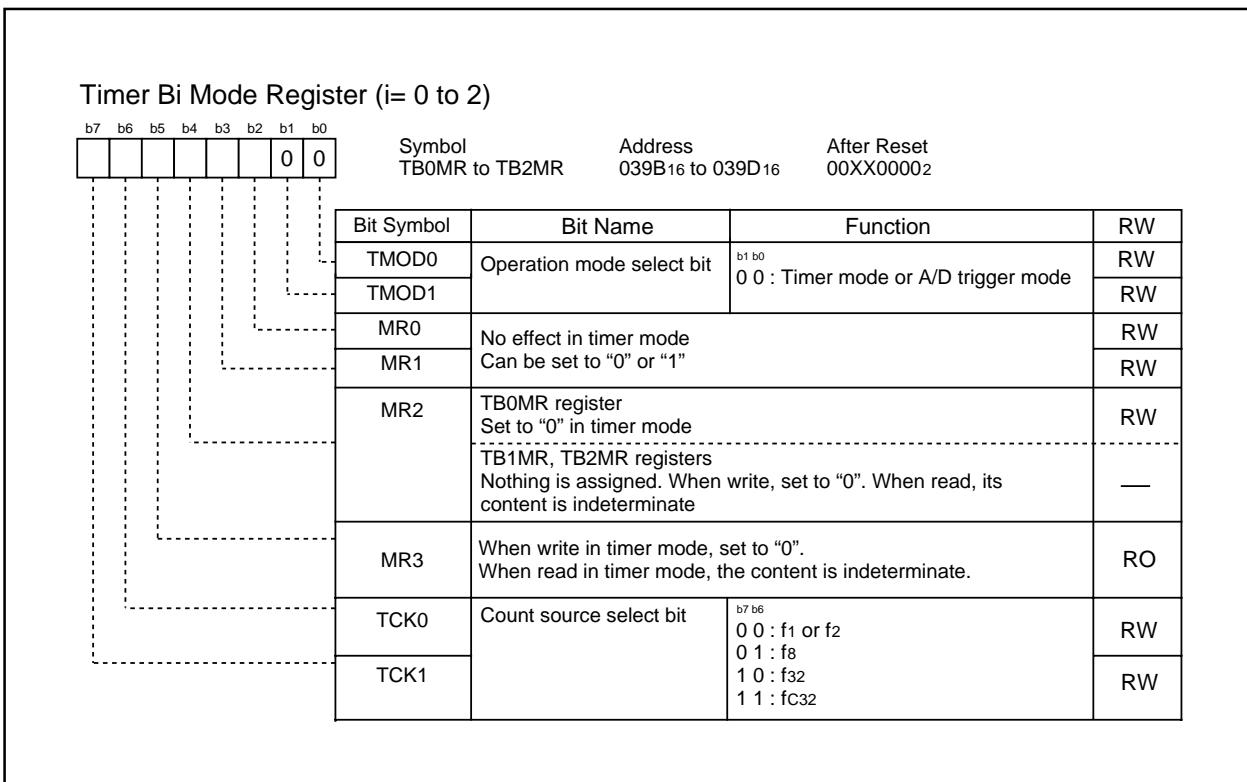 Timer Bi Mode Register (i= 0 to 2)
b7 b6 b5 b4 b3 b2 b1 b0
0 0
Symbol Address After Reset
TB0MR to TB2MR 039B16 to 039D16 00XX00002
Bit Symbol Bit Name Function RW
TMOD0 Operation mode select bit b1 b0 RW
0 0 : Timer mode or A/D trigger mode
TMOD1 RW
MR0 No effect in timer mode RW
MR1 Can be set to “0” or “1” RW
MR2 TB0MR register RW
Set to “0” in timer mode
TB1MR, TB2MR registers
Nothing is assigned. When write, set to “0”. When read, its —
content is indeterminate
MR3 When write in timer mode, set to “0”. RO
When read in timer mode, the content is indeterminate.
TCK0 Count source select bit b7 b6 RW
0 0 : f1 or f2
0 1 : f8
TCK1 1 0 : f32 RW
1 1 : fC32